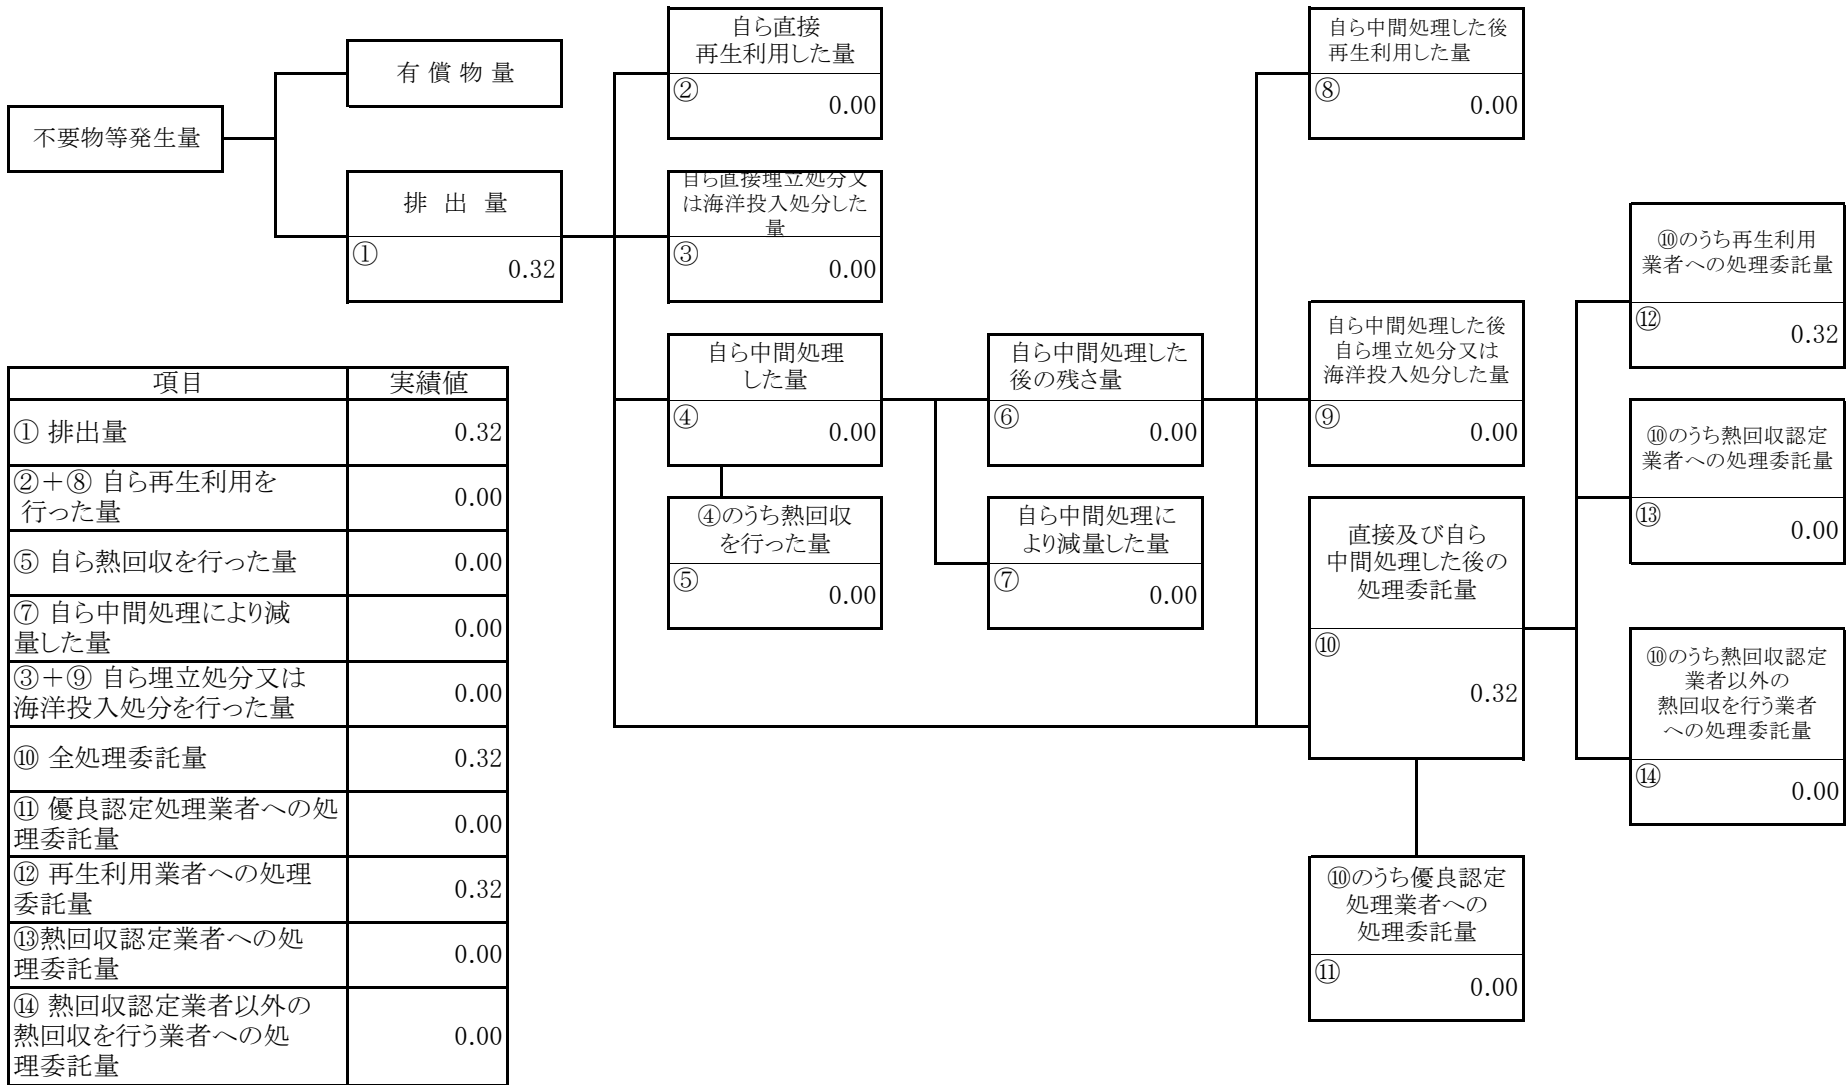 不要物等発生量
有 償 物 量
排 出 量
①
0.32
自ら直接
再生利用した量
②
0.00
自ら直接埋立処分又
は海洋投入処分した
量
③
0.00
自ら中間処理
した量
④
0.00
④のうち熱回収
を行った量
⑤
0.00
自ら中間処理した
後の残さ量
⑥
0.00
自ら中間処理に
より減量した量
⑦
0.00
自ら中間処理した後
再生利用した量
⑧
0.00
自ら中間処理した後
自ら埋立処分又は
海洋投入処分した量
⑨
0.00
直接及び自ら
中間処理した後の
処理委託量
⑩
0.32
⑩のうち優良認定
処理業者への
処理委託量
⑪
0.00
⑩のうち再生利用
業者への処理委託量
⑫
0.32
⑩のうち熱回収認定
業者への処理委託量
⑬
0.00
⑩のうち熱回収認定
業者以外の
熱回収を行う業者
への処理委託量
⑭
0.00
項目 実績値
① 排出量 0.32
②+⑧ 自ら再生利用を
行った量 0.00
⑤ 自ら熱回収を行った量 0.00
⑦ 自ら中間処理により減
量した量 0.00
③+⑨ 自ら埋立処分又は
海洋投入処分を行った量 0.00
⑩ 全処理委託量 0.32
⑪ 優良認定処理業者への処
理委託量 0.00
⑫ 再生利用業者への処理
委託量 0.32
⑬熱回収認定業者への処
理委託量 0.00
⑭ 熱回収認定業者以外の
熱回収を行う業者への処
理委託量 0.00